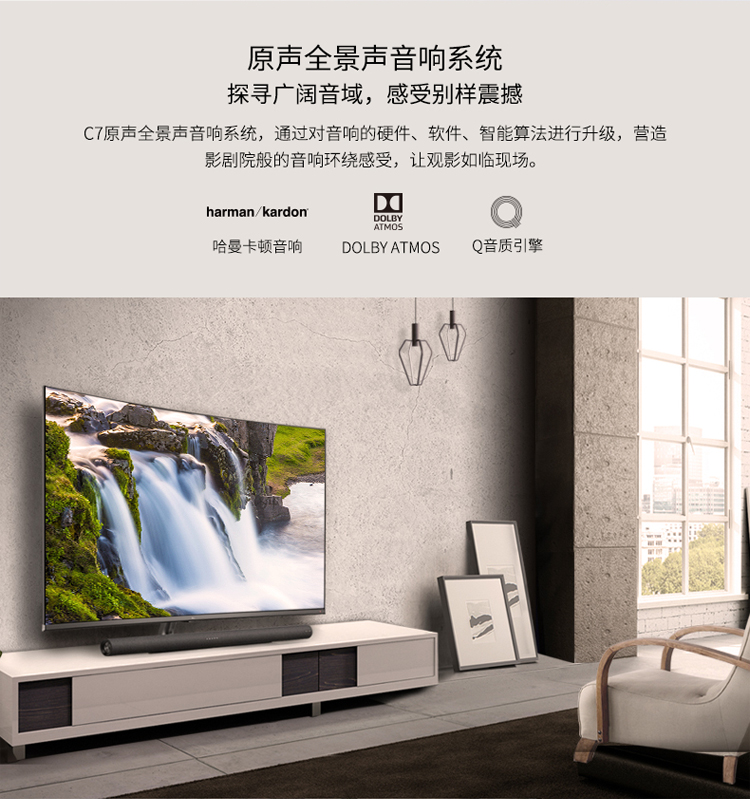 原声全景声音响系统
探寻广阔音域，感受别样震撼
C7原声全景声音响系统，通过对音响的硬件、软件、智能算法进行升级，营造
影剧院般的音响环绕感受，让观影如临现场。
harman/kardon
DOLBY
ATMOS
哈曼卡顿音响
DOLBY ATMOS
Q音质引擎